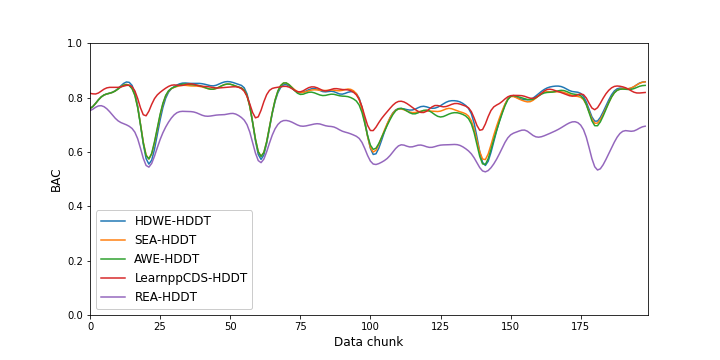 1.0
0.8
0.6
0.4
0.2
0.0
BAC
HDWE-HDDT
SEA-HDDT
AWE-HDDT
LearnppCDS-HDDT
REA-HDDT
0 25 50 75 100 125 150 175
Data chunk